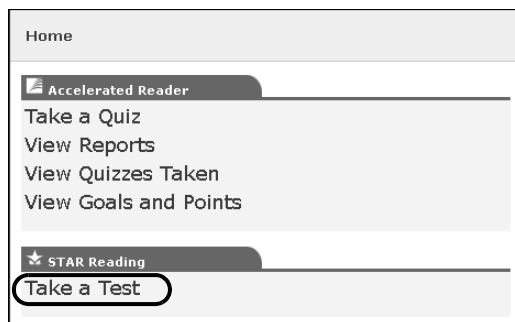 Home
Accelerated Reader
Take a Quiz
View Reports
View Quizzes Taken
View Goals and Points
STAR Reading
Take a Test